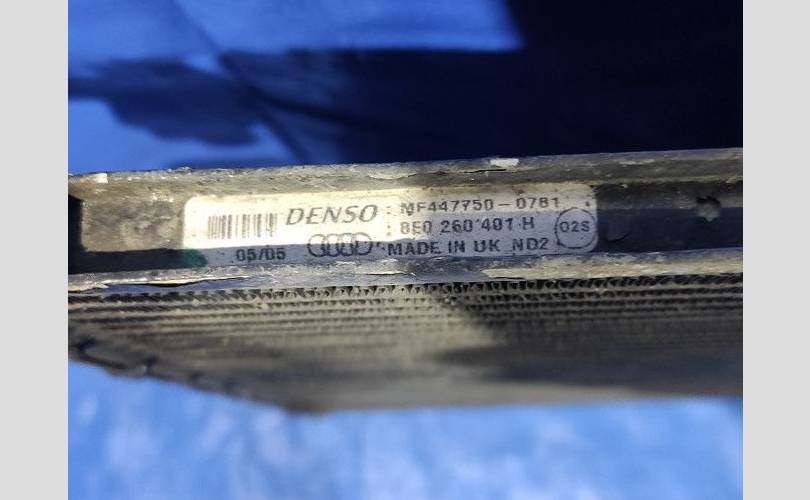 DENSO MF447750-0781
8E0 260 401 H
05/05 MADE IN UK ND2 02S